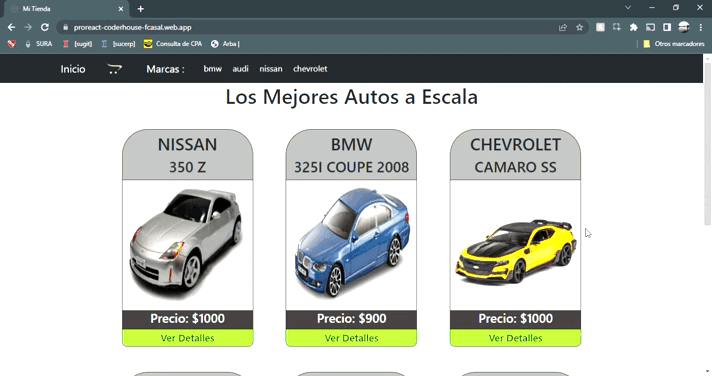 Mi Tienda
proreact-coderhouse-fcasal.web.app
SURA [sugit] [sucerp] Consulta de CPA Arba | Otros marcadores
Inicio Marcas : bmw audi nissan chevrolet
Los Mejores Autos a Escala
NISSAN
350 Z
Precio: $1000
Ver Detalles
BMW
325I COUPE 2008
Precio: $900
Ver Detalles
CHEVROLET
CAMARO SS
Precio: $1000
Ver Detalles